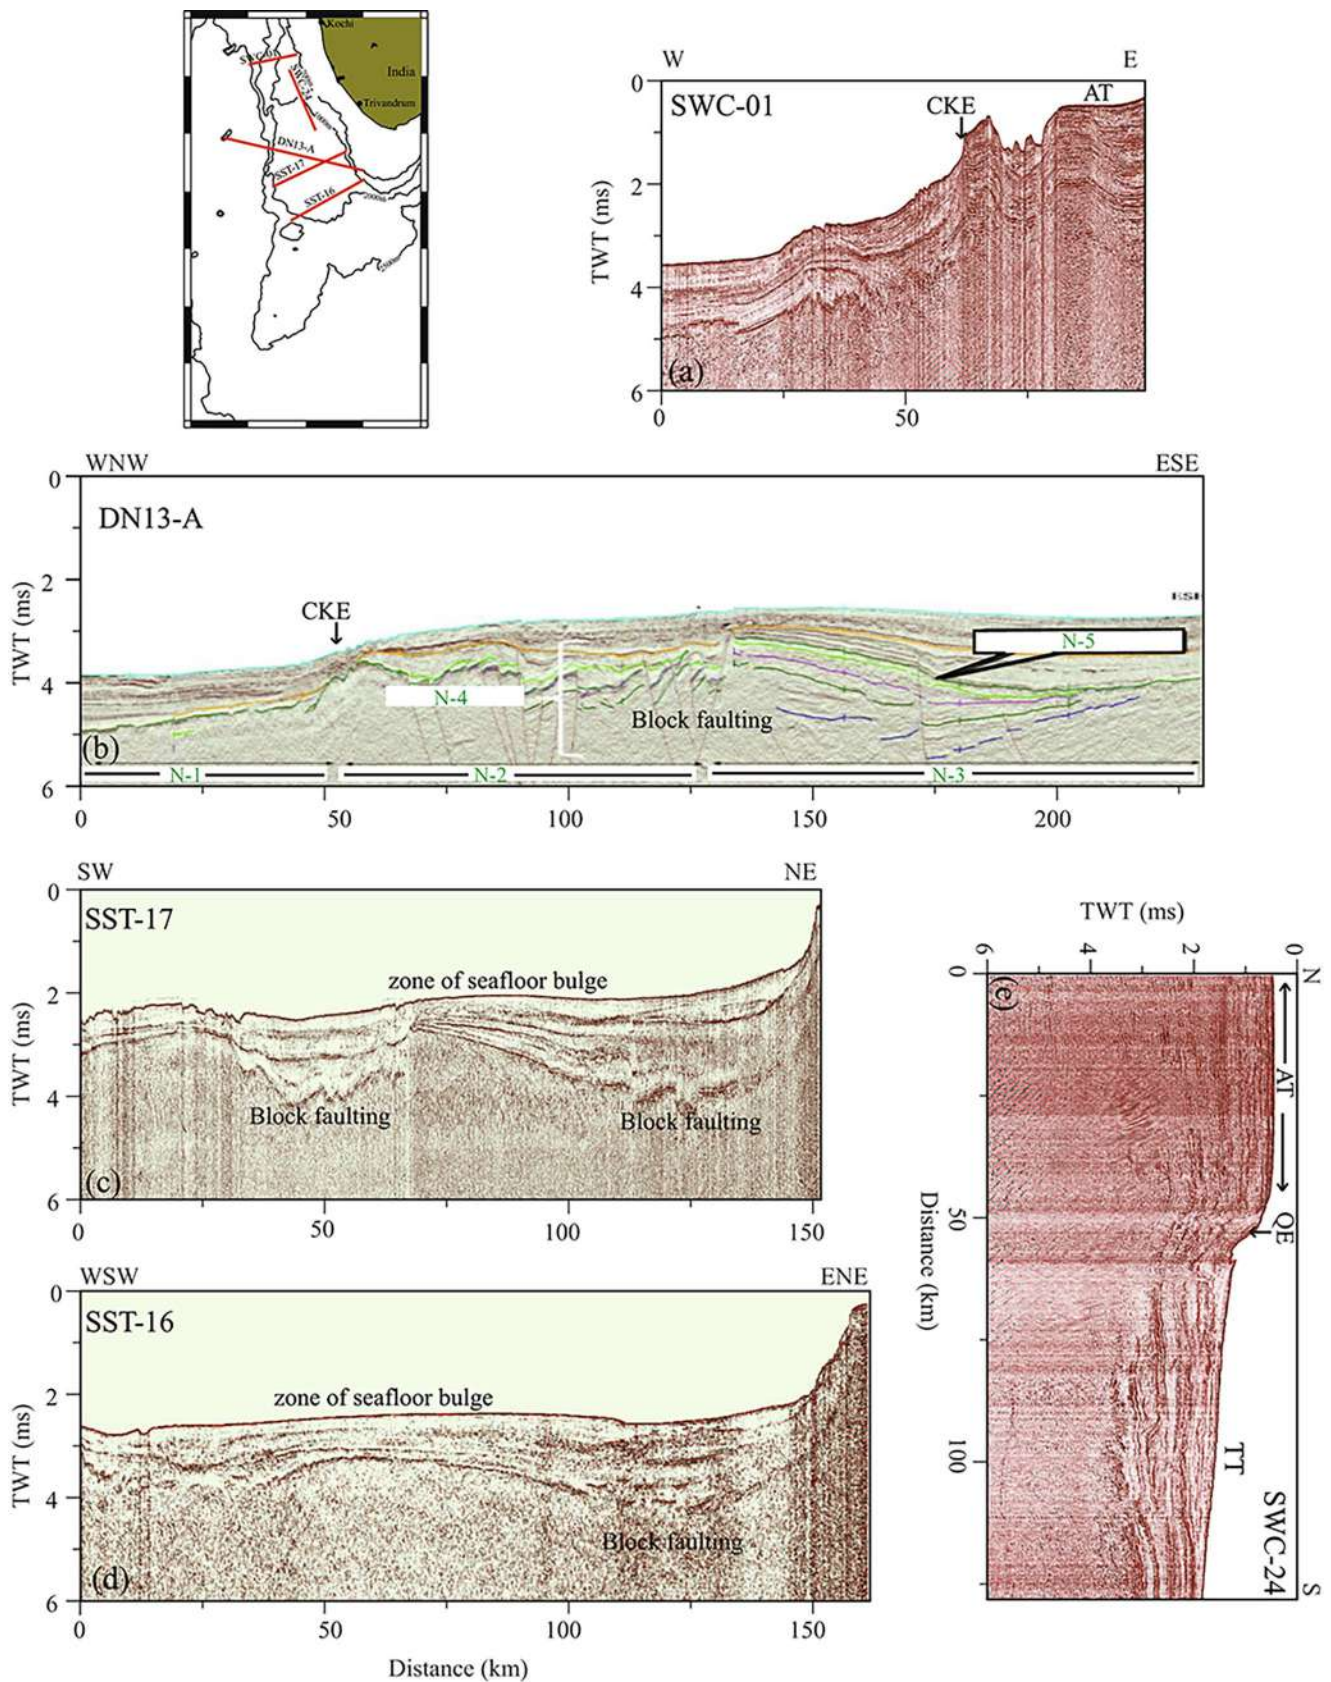 Kochi
SWC-01
SWC-24
India
Trivandrum
1000m
DN13-A
SST-17
SST-16
2000m
2500m
W
E
SWC-01
CKE
AT
0
2
4
6
TWT (ms)
(a)
0
50
WNW
ESE
DN13-A
CKE
N-5
N-4
Block faulting
N-1
N-2
N-3
0
2
4
6
TWT (ms)
(b)
0
50
100
150
200
SW
NE
SST-17
zone of seafloor bulge
Block faulting
Block faulting
0
2
4
6
TWT (ms)
(c)
0
50
100
150
WSW
ENE
SST-16
zone of seafloor bulge
Block faulting
0
2
4
6
TWT (ms)
(d)
0
50
100
150
Distance (km)
TWT (ms)
6
4
2
0
N
(e)
AT
QE
TT
SWC-24
S
0
50
100
Distance (km)